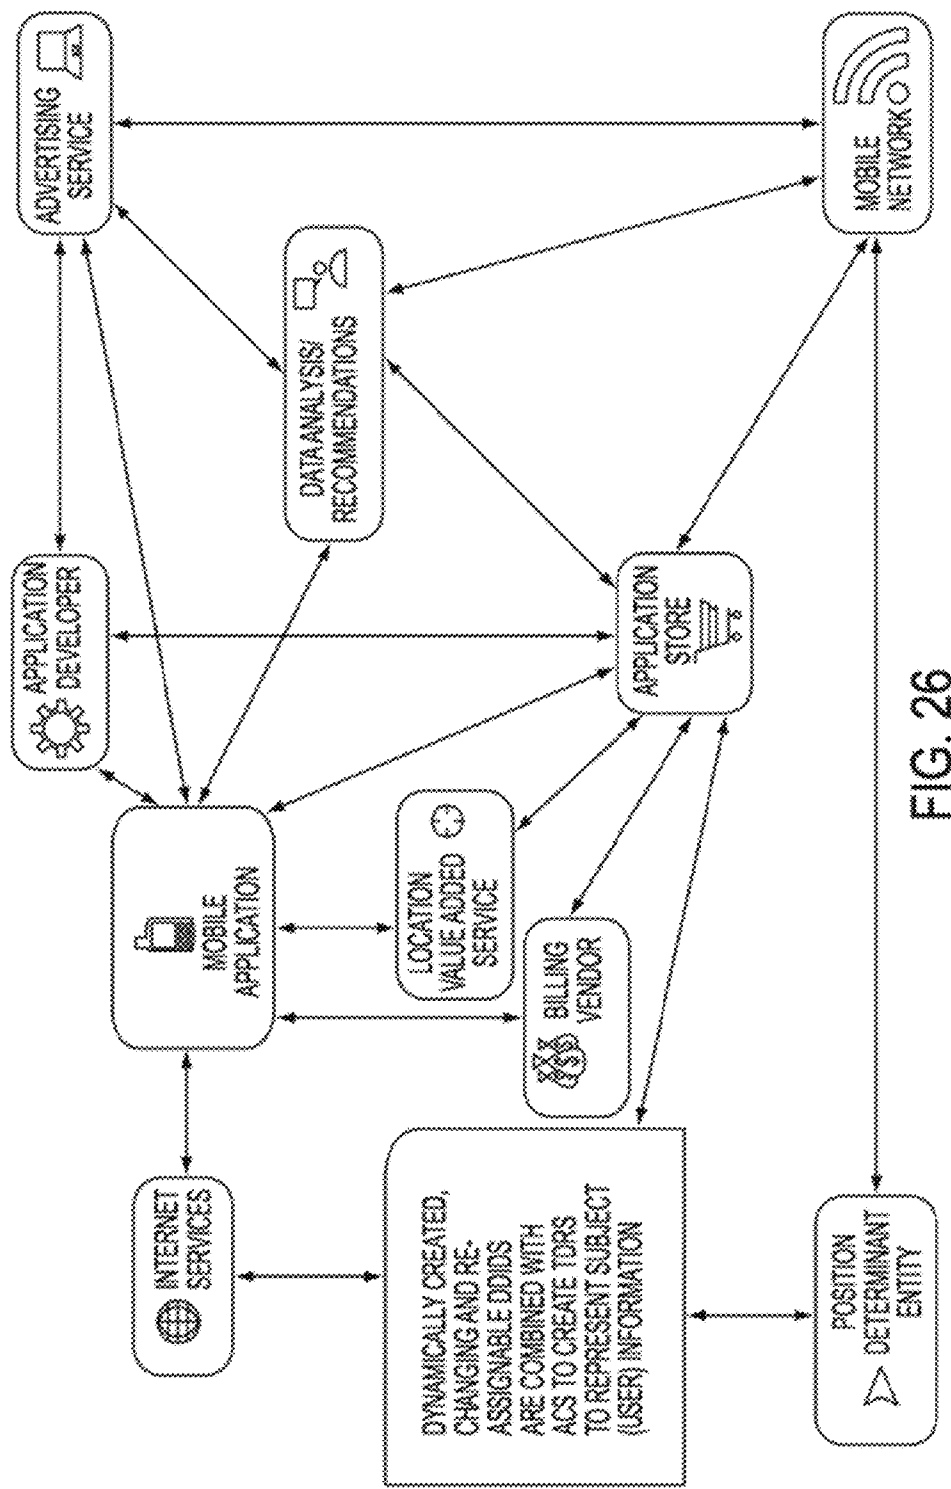 APPLICATION
DEVELOPER
ADVERTISING
SERVICE
INTERNET
SERVICES
MOBILE
APPLICATION
DATA ANALYSIS/
RECOMMENDATIONS
DYNAMICALLY CREATED,
CHANGING AND RE-
ASSIGNABLE DDIDS
ARE COMBINED WITH
ACS TO CREATE TDRS
TO REPRESENT SUBJECT
(USER) INFORMATION
LOCATION
VALUE ADDED
SERVICE
BILLING
VENDOR
APPLICATION
STORE
POSITION
DETERMINANT
ENTITY
MOBILE
NETWORK
FIG. 26